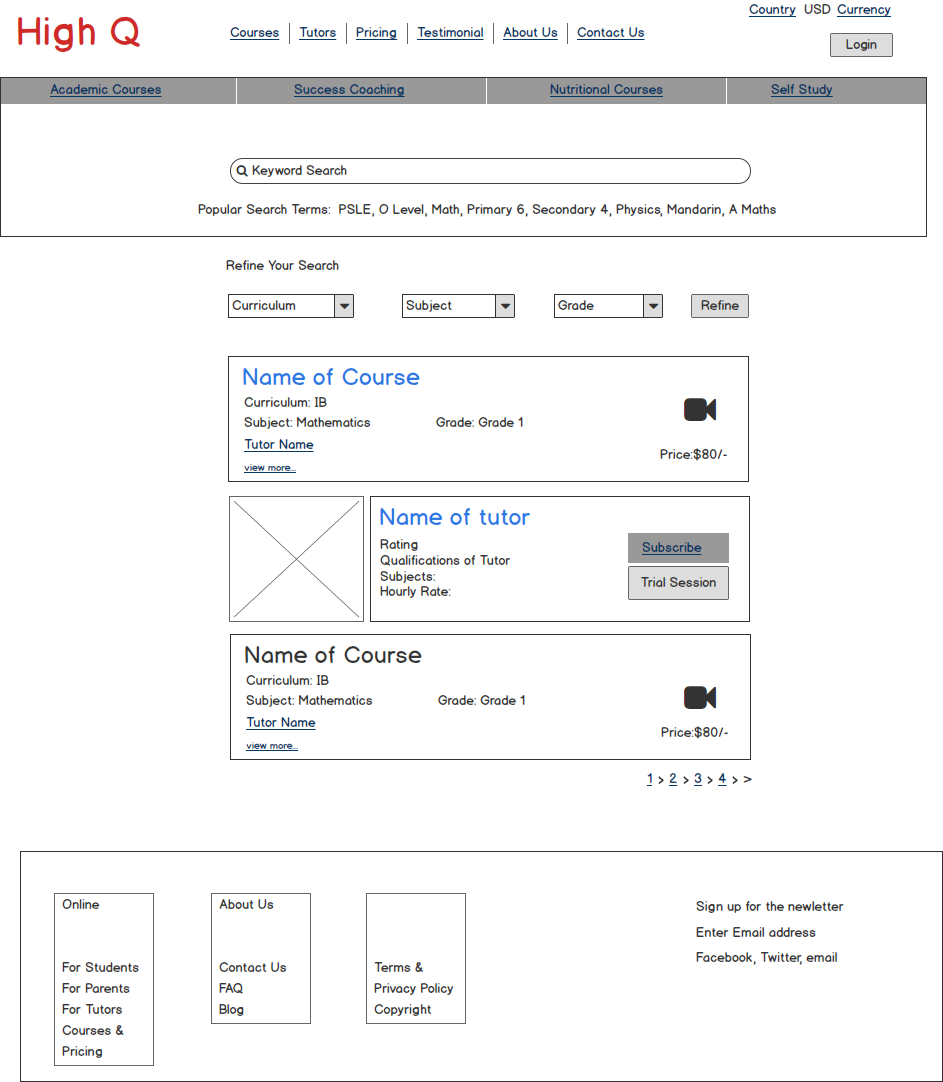 Country USD Currency
High Q
Courses Tutors Pricing Testimonial About Us Contact Us
Login
Academic Courses Success Coaching Nutritional Courses Self Study
Keyword Search
Popular Search Terms: PSLE, O Level, Math, Primary 6, Secondary 4, Physics, Mandarin, A Maths
Refine Your Search
Curriculum Subject Grade Refine
Name of Course
Curriculum: IB
Subject: Mathematics Grade: Grade 1
Tutor Name
view more...
Price:$80/-
Name of tutor
Rating
Qualifications of Tutor
Subjects:
Hourly Rate:
Subscribe
Trial Session
Name of Course
Curriculum: IB
Subject: Mathematics Grade: Grade 1
Tutor Name
view more...
Price:$80/-
1 > 2 > 3 > 4 > >
Online
For Students
For Parents
For Tutors
Courses &
Pricing
About Us
Contact Us
FAQ
Blog
Terms &
Privacy Policy
Copyright
Sign up for the newletter
Enter Email address
Facebook, Twitter, email